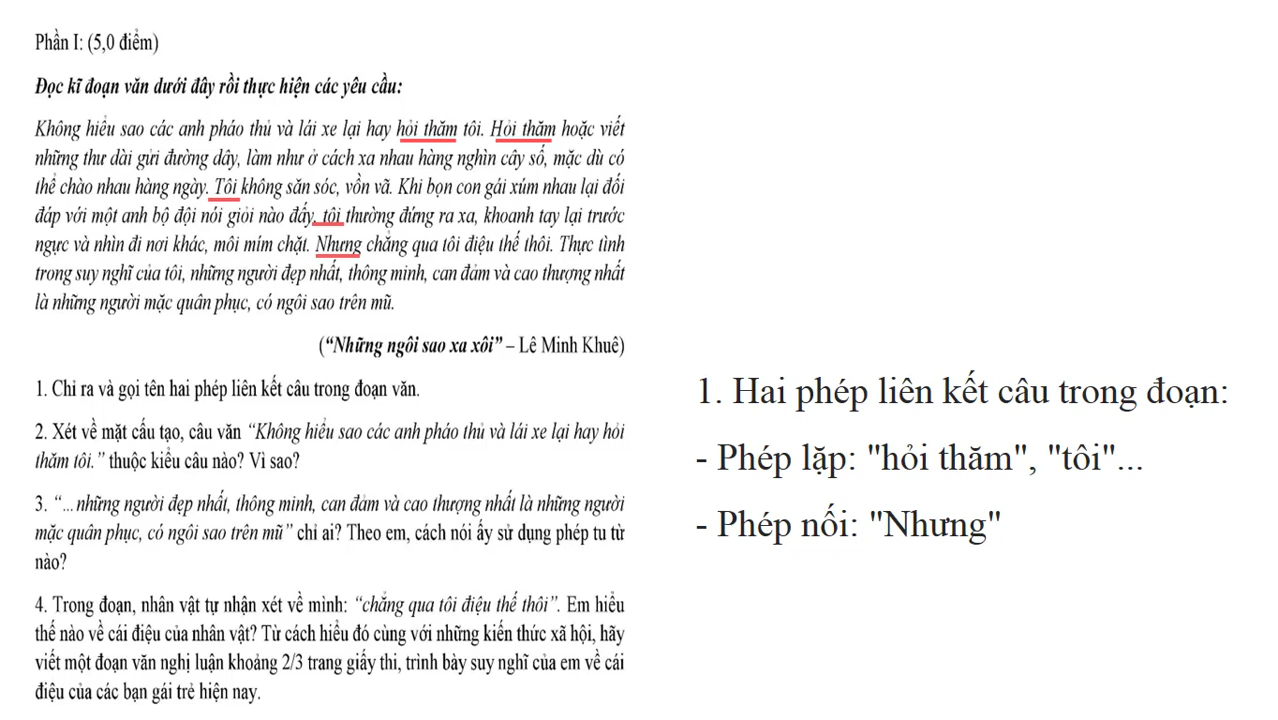 Phần I: (5,0 điểm)
Đọc kĩ đoạn văn dưới đây rồi thực hiện các yêu cầu:
Không hiểu sao các anh pháo thủ và lái xe lại hay hỏi thăm tôi. Hỏi thăm hoặc viết
những thư dài gửi đường dây, làm như ở cách xa nhau hàng nghìn cây số, mặc dù có
thể chào nhau hàng ngày. Tôi không săn sóc, vồn vã. Khi bọn con gái xúm nhau lại đối
đáp với một anh bộ đội nói giỏi nào đấy, tôi thường đứng ra xa, khoanh tay lại trước
ngực và nhìn đi nơi khác, môi mím chặt. Nhưng chẳng qua tôi điệu thế thôi. Thực tình
trong suy nghĩ của tôi, những người đẹp nhất, thông minh, can đảm và cao thượng nhất
là những người mặc quân phục, có ngôi sao trên mũ.
(“Những ngôi sao xa xôi” – Lê Minh Khuê)
1. Chỉ ra và gọi tên hai phép liên kết câu trong đoạn văn.
2. Xét về mặt cấu tạo, câu văn “Không hiểu sao các anh pháo thủ và lái xe lại hay hỏi
thăm tôi.” thuộc kiểu câu nào? Vì sao?
3. “...những người đẹp nhất, thông minh, can đảm và cao thượng nhất là những người
mặc quân phục, có ngôi sao trên mũ” chỉ ai? Theo em, cách nói ấy sử dụng phép tu từ
nào?
4. Trong đoạn, nhân vật tự nhận xét về mình: “chẳng qua tôi điệu thế thôi”. Em hiểu
thế nào về cái điệu của nhân vật? Từ cách hiểu đó cùng với những kiến thức xã hội, hãy
viết một đoạn văn nghị luận khoảng 2/3 trang giấy thi, trình bày suy nghĩ của em về cái
điệu của các bạn gái trẻ hiện nay.
1. Hai phép liên kết câu trong đoạn:
- Phép lặp: "hỏi thăm", "tôi"...
- Phép nối: "Nhưng"